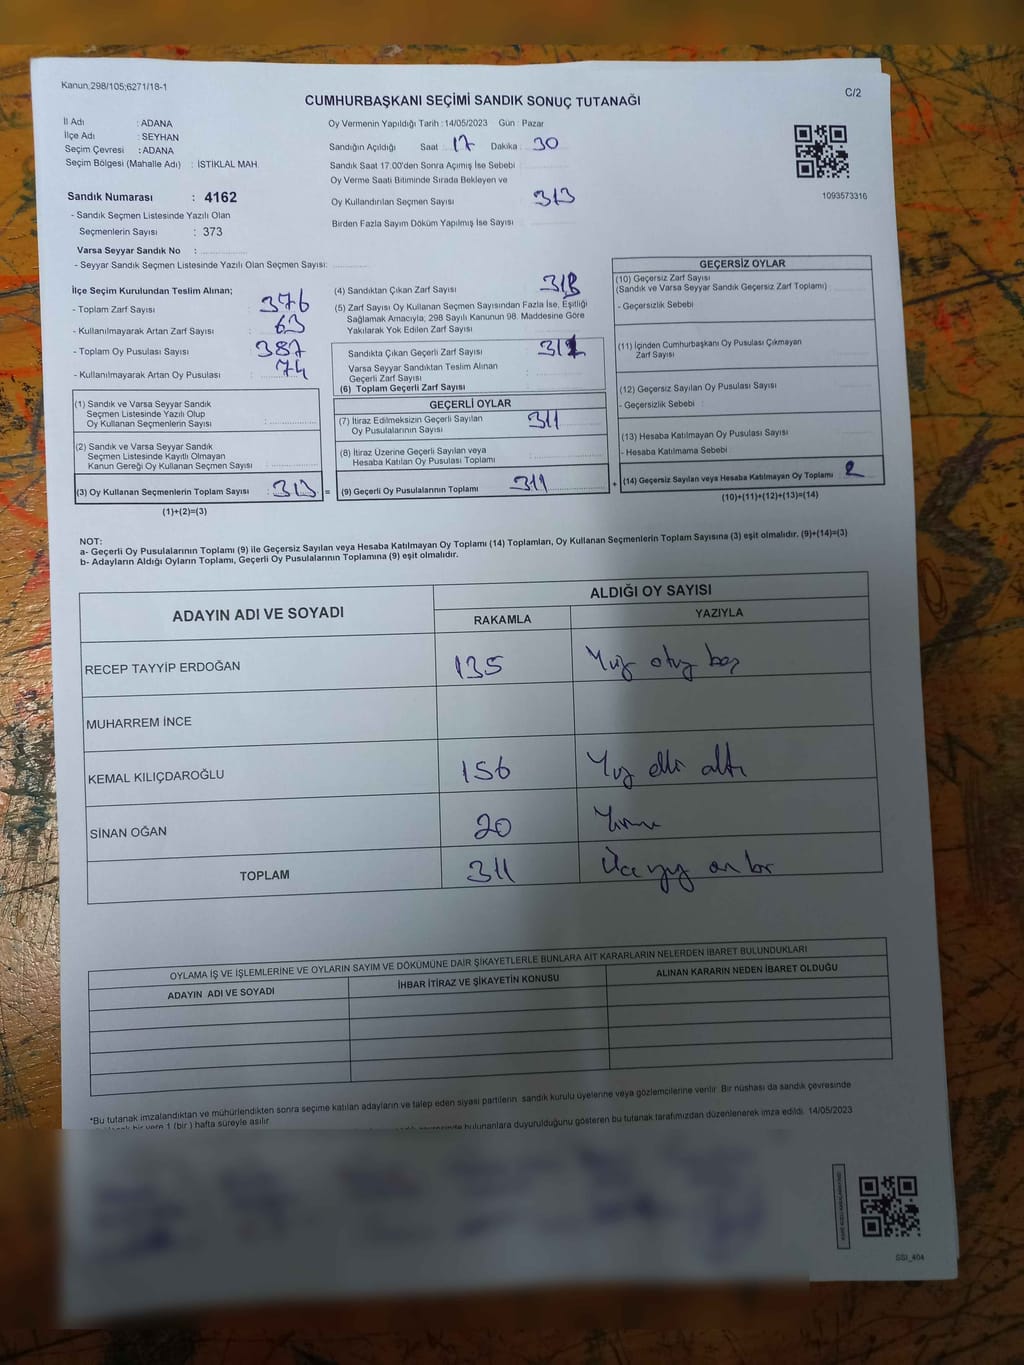 Kanun;298/105;6271/18-1
CUMHURBAŞKANI SEÇİMİ SANDIK SONUÇ TUTANAĞI
C/2
İl Adı : ADANA
İlçe Adı : SEYHAN
Seçim Çevresi : ADANA
Seçim Bölgesi (Mahalle Adı) : İSTİKLAL MAH.
Sandık Numarası : 4162
- Sandık Seçmen Listesinde Yazılı Olan
Seçmenlerin Sayısı : 373
Varsa Seyyar Sandık No :
- Seyyar Sandık Seçmen Listesinde Yazılı Olan Seçmen Sayısı:
Oy Vermenin Yapıldığı Tarih : 14/05/2023 Gün : Pazar
Sandığın Açıldığı Saat : 17 Dakika : 30
Sandık Saat 17:00'den Sonra Açımış İse Sebebi :
Oy Verme Saati Bitiminde Sırada Bekleyen ve
Oy Kullandırılan Seçmen Sayısı 313
Birden Fazla Sayım Döküm Yapılmış İse Sayısı :
1093573316
İlçe Seçim Kurulundan Teslim Alınan;
- Toplam Zarf Sayısı : 376
- Kullanılmayarak Artan Zarf Sayısı : 63
- Toplam Oy Pusulası Sayısı : 387
- Kullanılmayarak Artan Oy Pusulası : 74
(1) Sandık ve Varsa Seyyar Sandık
Seçmen Listesinde Yazılı Olup
Oy Kullanan Seçmenlerin Sayısı :
(2) Sandık ve Varsa Seyyar Sandık
Seçmen Listesinde Kayıtlı Olmayan
Kanun Gereği Oy Kullanan Seçmen Sayısı :
(3) Oy Kullanan Seçmenlerin Toplam Sayısı : 313 =
(1)+(2)=(3)
(4) Sandıktan Çıkan Zarf Sayısı
(5) Zarf Sayısı Oy Kullanan Seçmen Sayısından Fazla İse, Eşitliği
Sağlamak Amacıyla; 298 Sayılı Kanunun 98. Maddesine Göre
Yakılarak Yok Edilen Zarf Sayısı :
Sandıkta Çıkan Geçerli Zarf Sayısı :
Varsa Seyyar Sandıktan Teslim Alınan
Geçerli Zarf Sayısı :
(6) Toplam Geçerli Zarf Sayısı :
GEÇERLİ OYLAR
(7) İtiraz Edilmeksizin Geçerli Sayılan
Oy Pusulalarının Sayısı : 311
(8) İtiraz Üzerine Geçerli Sayılan veya
Hesaba Katılan Oy Pusulası Toplamı :
(9) Geçerli Oy Pusulalarının Toplamı : 311 +
GEÇERSİZ OYLAR
(10) Geçersiz Zarf Sayısı
(Sandık ve Varsa Seyyar Sandık Geçersiz Zarf Toplamı)
- Geçersizlik Sebebi :
(11) İçinden Cumhurbaşkanı Oy Pusulası Çıkmayan
Zarf Sayısı :
(12) Geçersiz Sayılan Oy Pusulası Sayısı
- Geçersizlik Sebebi :
(13) Hesaba Katılmayan Oy Pusulası Sayısı
- Hesaba Katılmama Sebebi
(14) Geçersiz Sayılan veya Hesaba Katılmayan Oy Toplamı 2
(10)+(11)+(12)+(13)=(14)
NOT:
a- Geçerli Oy Pusulalarının Toplamı (9) ile Geçersiz Sayılan veya Hesaba Katılmayan Oy Toplamı (14) Toplamları, Oy Kullanan Seçmenlerin Toplam Sayısına (3) eşit olmalıdır. (9)+(14)=(3)
b- Adayların Aldığı Oyların Toplamı, Geçerli Oy Pusulalarının Toplamına (9) eşit olmalıdır.
ADAYIN ADI VE SOYADI
ALDIĞI OY SAYISI
RAKAMLA YAZIYLA
RECEP TAYYİP ERDOĞAN 135 Yüz otuz beş
MUHARREM İNCE
KEMAL KILIÇDAROĞLU 156 Yüz elli altı
SİNAN OĞAN 20 Yirmi
TOPLAM 311 Üç yüz on bir
OYLAMA İŞ VE İŞLEMLERİNE VE OYLARIN SAYIM VE DÖKÜMÜNE DAİR ŞİKAYETLERLE BUNLARA AİT KARARLARIN NELERDEN İBARET BULUNDUKLARI
ADAYIN ADI VE SOYADI İHBAR İTİRAZ VE ŞİKAYETİN KONUSU ALINAN KARARIN NEDEN İBARET OLDUĞU
*Bu tutanak imzalandıktan ve mühürlendikten sonra seçime katılan adayların ve talep eden siyasi partilerin sandık kurulu üyelerine veya gözlemcilerine verilir. Bir nüshası da sandık çevresinde
bir yere 1 (bir) hafta süreyle asılır.
bulunanlara duyurulduğunu gösteren bu tutanak tarafımızdan düzenlenerek imza edildi. 14/05/2023
SSI_404